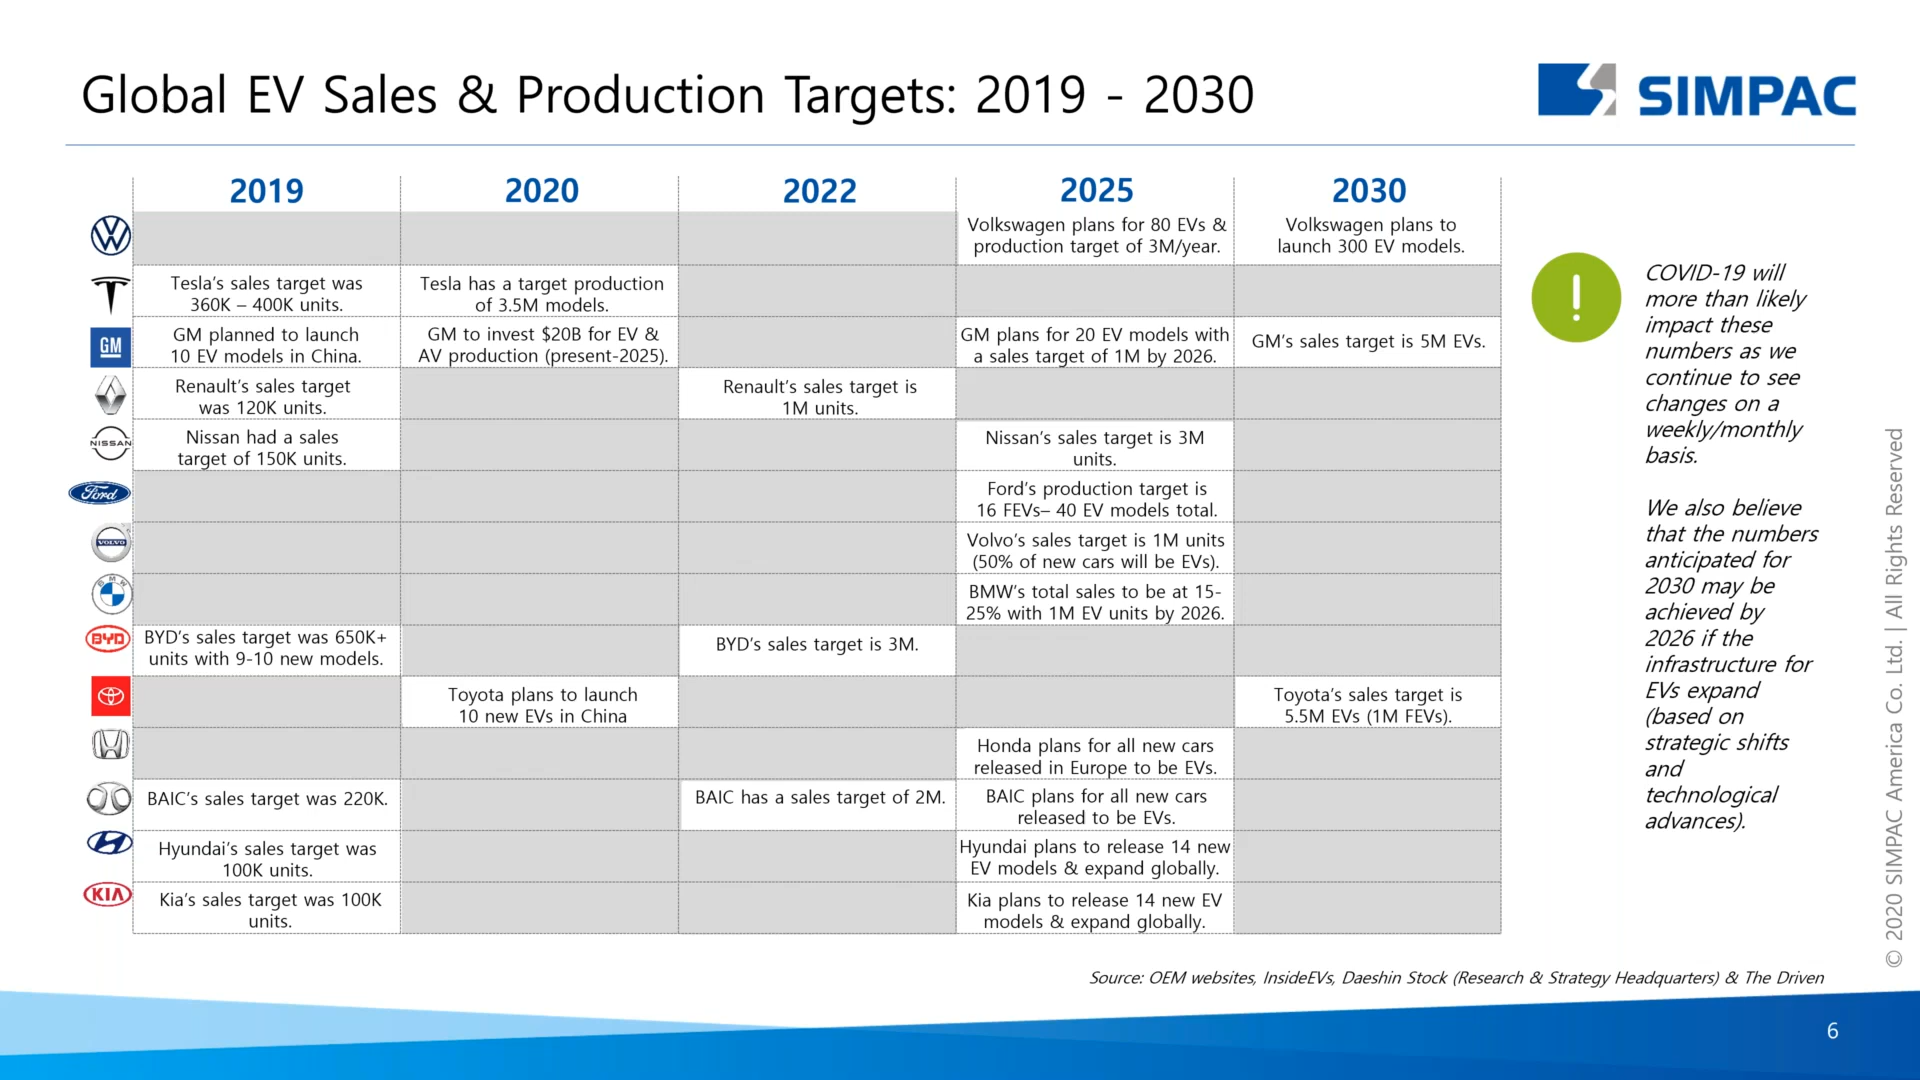 Global EV Sales & Production Targets: 2019 - 2030
SIMPAC
2019
2020
2022
2025
2030
Volkswagen plans for 80 EVs &
production target of 3M/year.
Volkswagen plans to
launch 300 EV models.
Tesla’s sales target was
360K – 400K units.
Tesla has a target production
of 3.5M models.
GM
GM planned to launch
10 EV models in China.
GM to invest $20B for EV &
AV production (present-2025).
GM plans for 20 EV models with
a sales target of 1M by 2026.
GM’s sales target is 5M EVs.
Renault’s sales target
was 120K units.
Renault’s sales target is
1M units.
NISSAN
Nissan had a sales
target of 150K units.
Nissan’s sales target is 3M
units.
Ford
Ford’s production target is
16 FEVs– 40 EV models total.
VOLVO
Volvo’s sales target is 1M units
(50% of new cars will be EVs).
BMW
BMW’s total sales to be at 15-
25% with 1M EV units by 2026.
BYD
BYD’s sales target was 650K+
units with 9-10 new models.
BYD’s sales target is 3M.
Toyota plans to launch
10 new EVs in China
Toyota’s sales target is
5.5M EVs (1M FEVs).
Honda plans for all new cars
released in Europe to be EVs.
BAIC’s sales target was 220K.
BAIC has a sales target of 2M.
BAIC plans for all new cars
released to be EVs.
Hyundai’s sales target was
100K units.
Hyundai plans to release 14 new
EV models & expand globally.
KIA
Kia’s sales target was 100K
units.
Kia plans to release 14 new EV
models & expand globally.
!
COVID-19 will
more than likely
impact these
numbers as we
continue to see
changes on a
weekly/monthly
basis.
We also believe
that the numbers
anticipated for
2030 may be
achieved by
2026 if the
infrastructure for
EVs expand
(based on
strategic shifts
and
technological
advances).
© 2020 SIMPAC America Co. Ltd. | All Rights Reserved
Source: OEM websites, InsideEVs, Daeshin Stock (Research & Strategy Headquarters) & The Driven
6